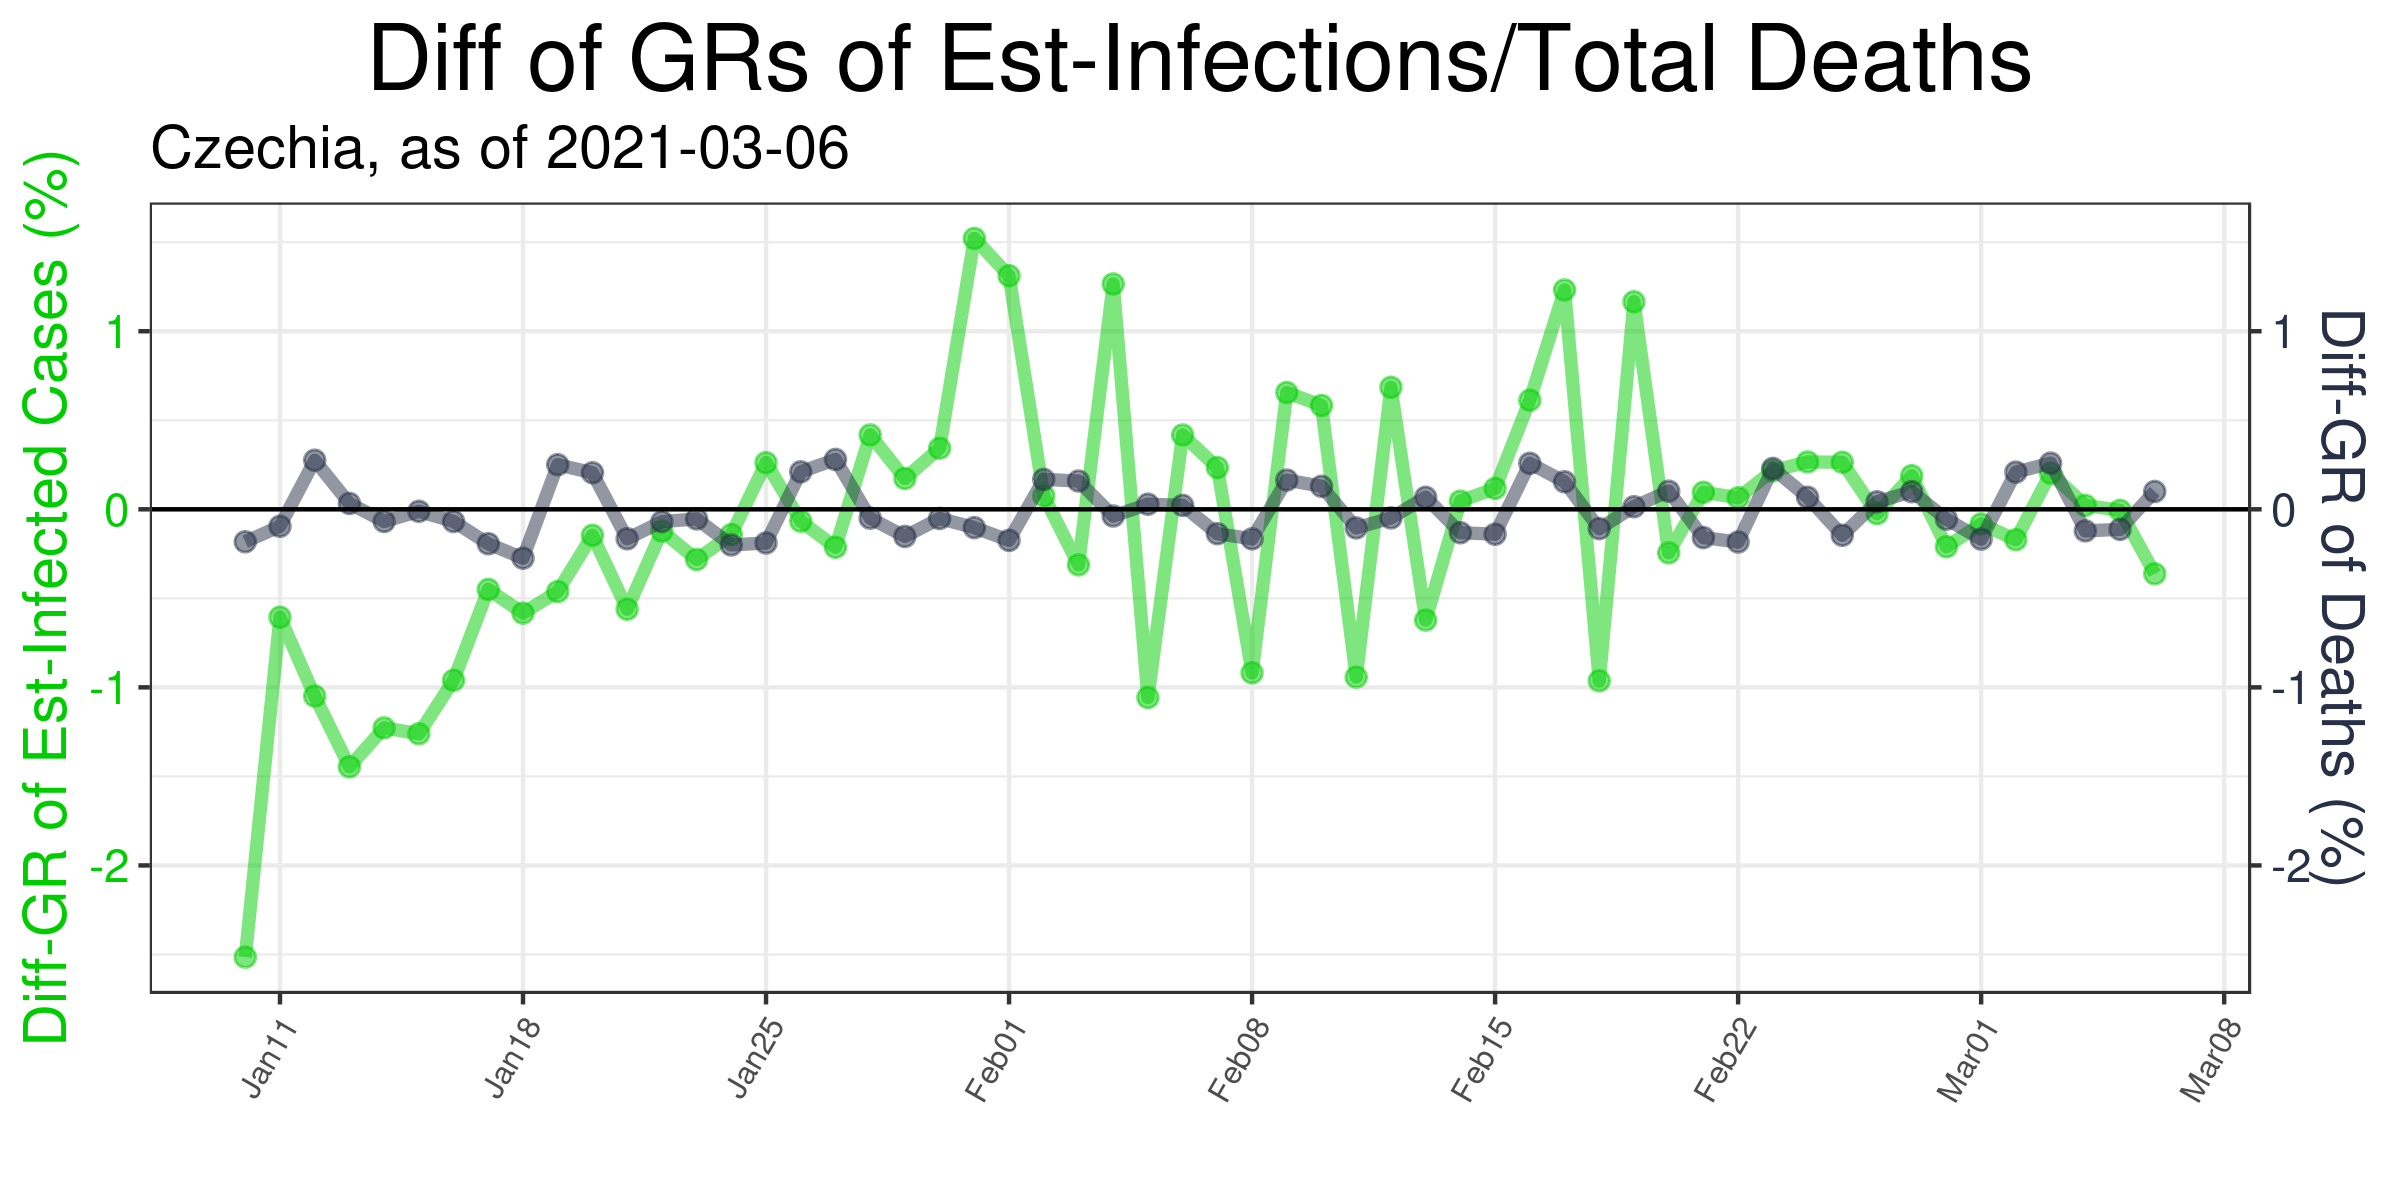 Diff of GRs of Est-Infections/Total Deaths
Czechia, as of 2021-03-06
Diff-GR of Est-Infected Cases (%)
1
0
-1
-2
1
0
-1
-2
Diff-GR of Deaths (%)
Jan11
Jan18
Jan25
Feb01
Feb08
Feb15
Feb22
Mar01
Mar08